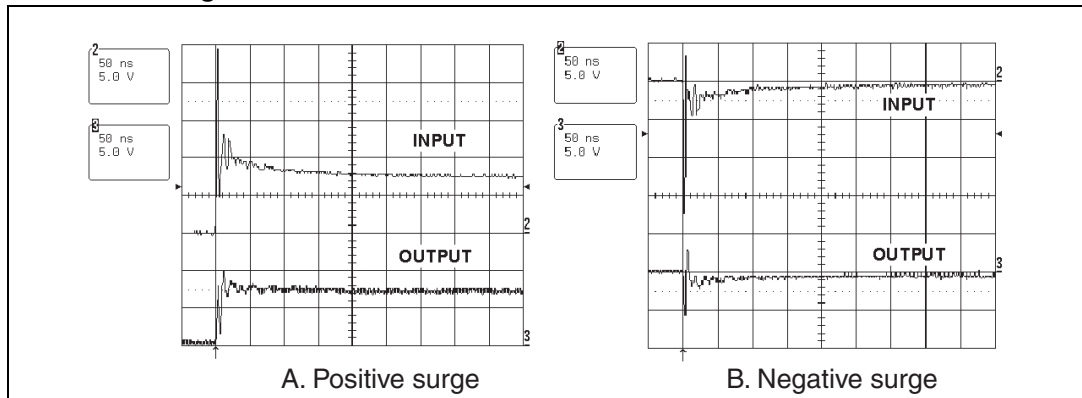 2
50 ns
5.0 V
3
50 ns
5.0 V
INPUT
2
OUTPUT
3
A. Positive surge
2
50 ns
5.0 V
3
50 ns
5.0 V
2
INPUT
OUTPUT
3
B. Negative surge